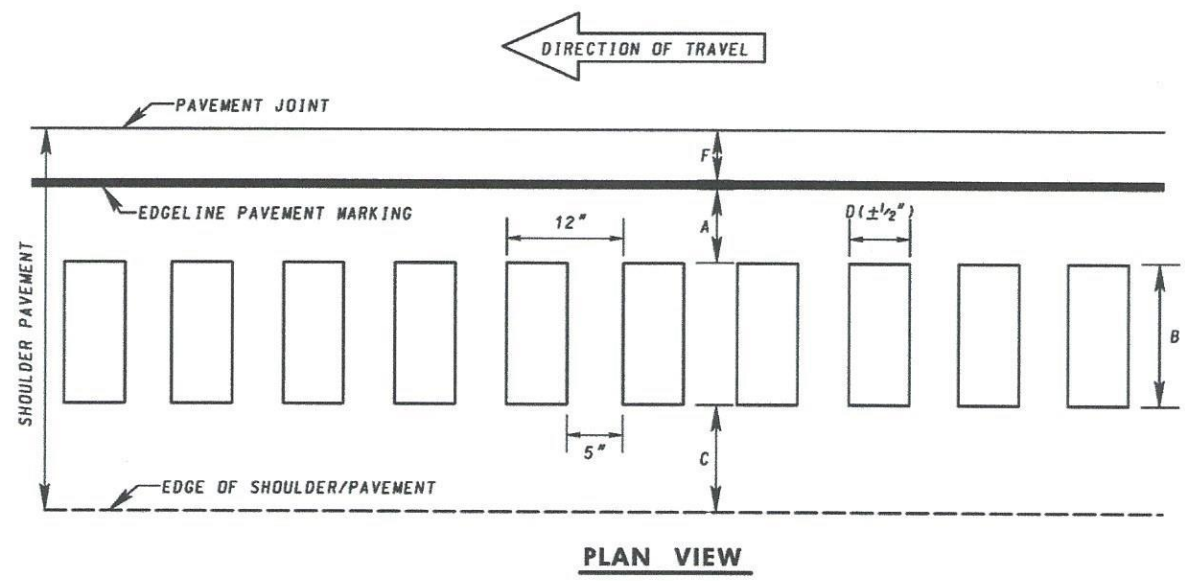 DIRECTION OF TRAVEL
PAVEMENT JOINT
F
EDGELINE PAVEMENT MARKING
12"
A
D(±1/2")
SHOULDER PAVEMENT
B
5"
C
EDGE OF SHOULDER/PAVEMENT
PLAN VIEW